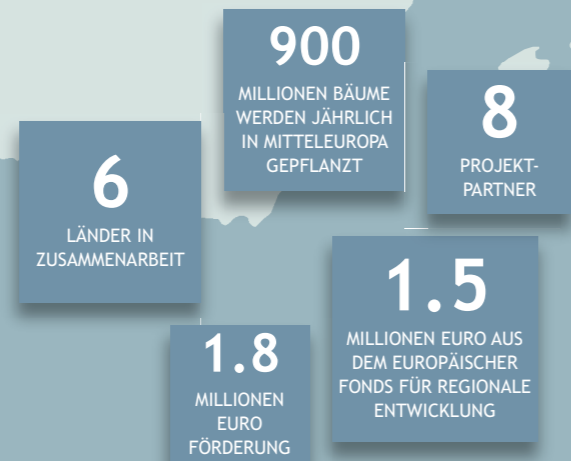 900
MILLIONEN BÄUME
WERDEN JÄHRLICH
IN MITTELEUROPA
GEPFLANZT
8
PROJEKT-
PARTNER
6
LÄNDER IN
ZUSAMMENARBEIT
1.5
MILLIONEN EURO AUS
DEM EUROPÄISCHER
FONDS FÜR REGIONALE
ENTWICKLUNG
1.8
MILLIONEN
EURO
FÖRDERUNG